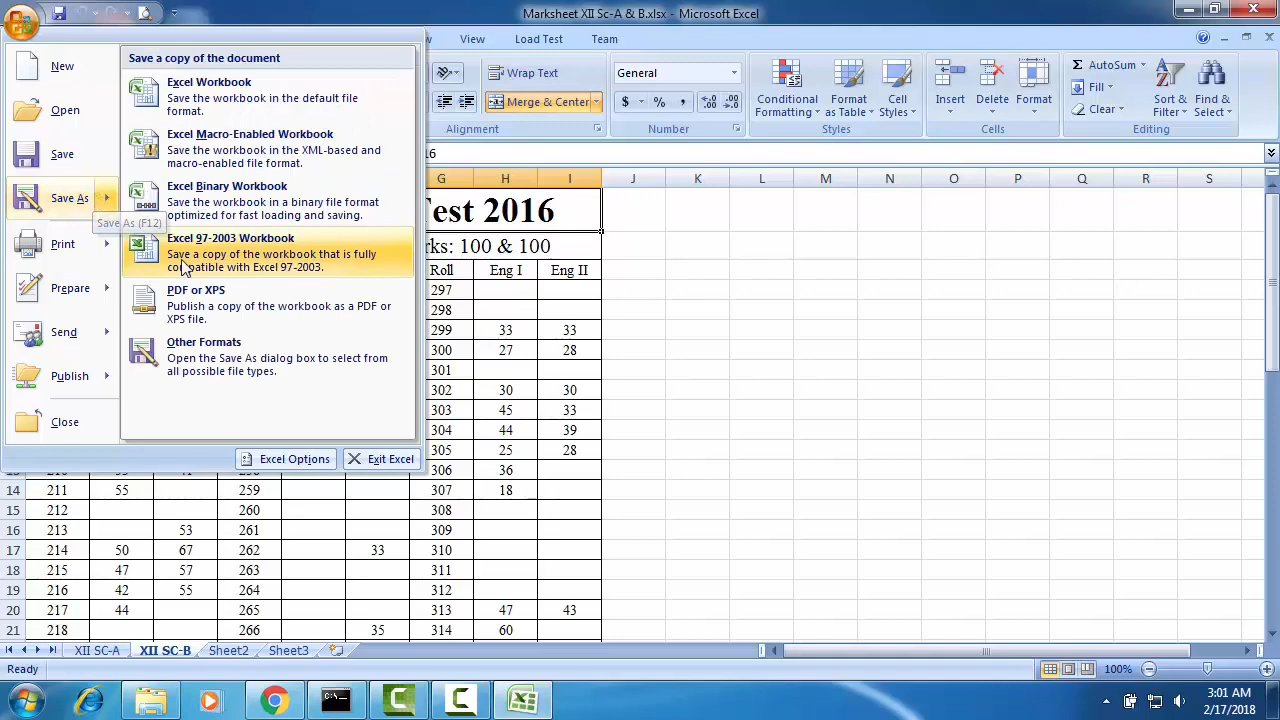 Marksheet XII Sc-A & B.xlsx - Microsoft Excel
View Load Test Team
New
Open
Save
Save As
Save As (F12)
Print
Prepare
Send
Publish
Close
Save a copy of the document
Excel Workbook
Save the workbook in the default file
format.
Excel Macro-Enabled Workbook
Save the workbook in the XML-based and
macro-enabled file format.
Excel Binary Workbook
Save the workbook in a binary file format
optimized for fast loading and saving.
Excel 97-2003 Workbook
Save a copy of the workbook that is fully
compatible with Excel 97-2003.
PDF or XPS
Publish a copy of the workbook as a PDF or
XPS file.
Other Formats
Open the Save As dialog box to select from
all possible file types.
Excel Options Exit Excel
Wrap Text
Merge & Center
Alignment
General
$ % ,
Number
Conditional
Formatting
Format
as Table
Cell
Styles
Styles
Insert Delete Format
Cells
AutoSum
Fill
Clear
Sort &
Filter
Find &
Select
Editing
16
G H I J K L M N O P Q R S
Test 2016
rks: 100 & 100
Roll Eng I Eng II
297
298
299 33 33
300 27 28
301
302 30 30
303 45 33
304 44 39
305 25 28
306 36
14 211 55 259 307 18
15 212 260 308
16 213 53 261 309
17 214 50 67 262 33 310
18 215 47 57 263 311
19 216 42 55 264 312
20 217 44 265 313 47 43
21 218 266 35 314 60
XII SC-A XII SC-B Sheet2 Sheet3
Ready 100%
3:01 AM
2/17/2018